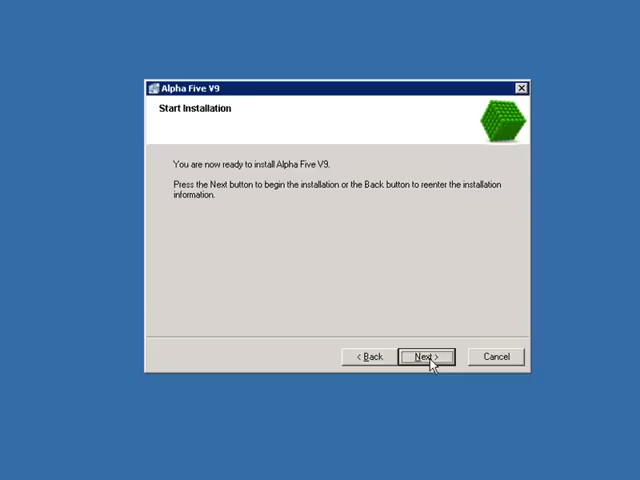 Alpha Five V9
Start Installation
You are now ready to install Alpha Five V9.
Press the Next button to begin the installation or the Back button to reenter the installation
information.
< Back Next > Cancel